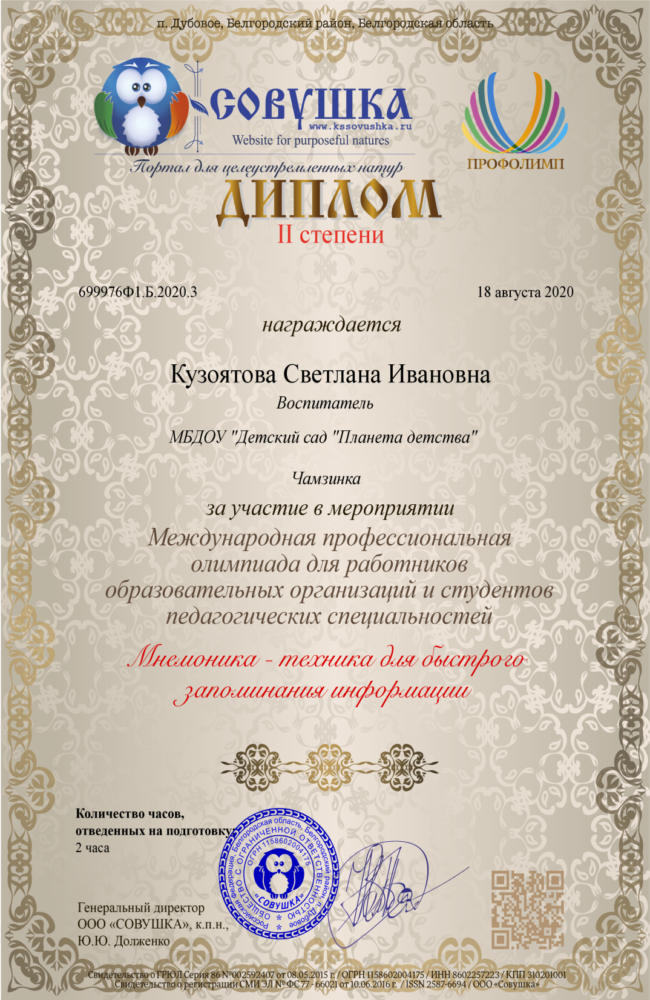 п. Дубовое, Белгородский район, Белгородская область
СОВУШКА
www.kssovushka.ru
Website for purposeful natures
Портал для целеустремленных натур
ПРОФОЛИМП
ДИПЛОМ
II степени
699976Ф1.Б.2020.3
18 августа 2020
награждается
Кузоятова Светлана Ивановна
Воспитатель
МБДОУ "Детский сад "Планета детства"
Чамзинка
за участие в мероприятии
Международная профессиональная
олимпиада для работников
образовательных организаций и студентов
педагогических специальностей
Мнемоника - техника для быстрого
запоминания информации
Количество часов,
отведенных на подготовку:
2 часа
Российская Федерация, Белгородская область, Белгородский район, п. Дубовое
ОБЩЕСТВО С ОГРАНИЧЕННОЙ ОТВЕТСТВЕННОСТЬЮ
ОГРН 1158602004175
«СОВУШКА»
Генеральный директор
ООО «СОВУШКА», к.п.н.,
Ю.Ю. Долженко
Свидетельство о ГРЮЛ Серия 86 №002592407 от 08.05.2015 г. / ОГРН 1158602004175 / ИНН 8602257223 / КПП 310201001
Свидетельство о регистрации СМИ ЭЛ № ФС 77 - 66021 от 10.06.2016 г. / ISSN 2587-6694 / ООО «Совушка»